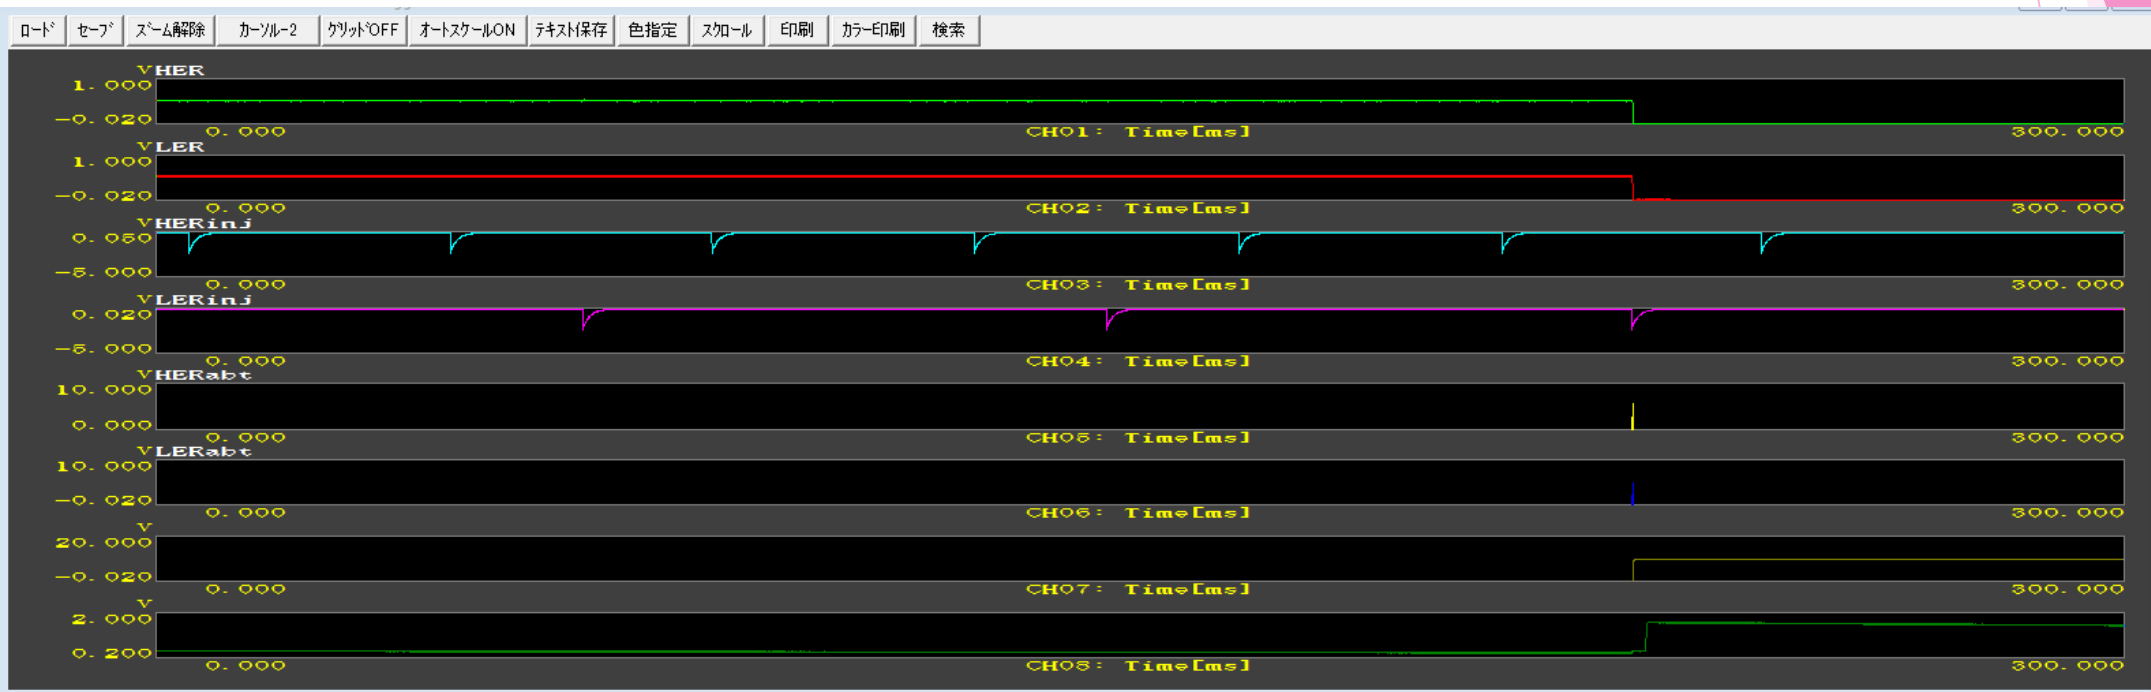 ロード セーブ ズーム解除 カーソル-2 グリッドOFF オートスケールON テキスト保存 色指定 スクロール 印刷 カラー印刷 検索
VHER
1.000
-0.020
0.000 CH01: Time[ms] 300.000
VLER
1.000
-0.020
0.000 CH02: Time[ms] 300.000
VHERinj
0.050
-5.000
0.000 CH03: Time[ms] 300.000
VLERinj
0.020
-5.000
0.000 CH04: Time[ms] 300.000
VHERabt
10.000
0.000
0.000 CH05: Time[ms] 300.000
VLERabt
10.000
-0.020
0.000 CH06: Time[ms] 300.000
V
20.000
-0.020
0.000 CH07: Time[ms] 300.000
V
2.000
0.200
0.000 CH08: Time[ms] 300.000